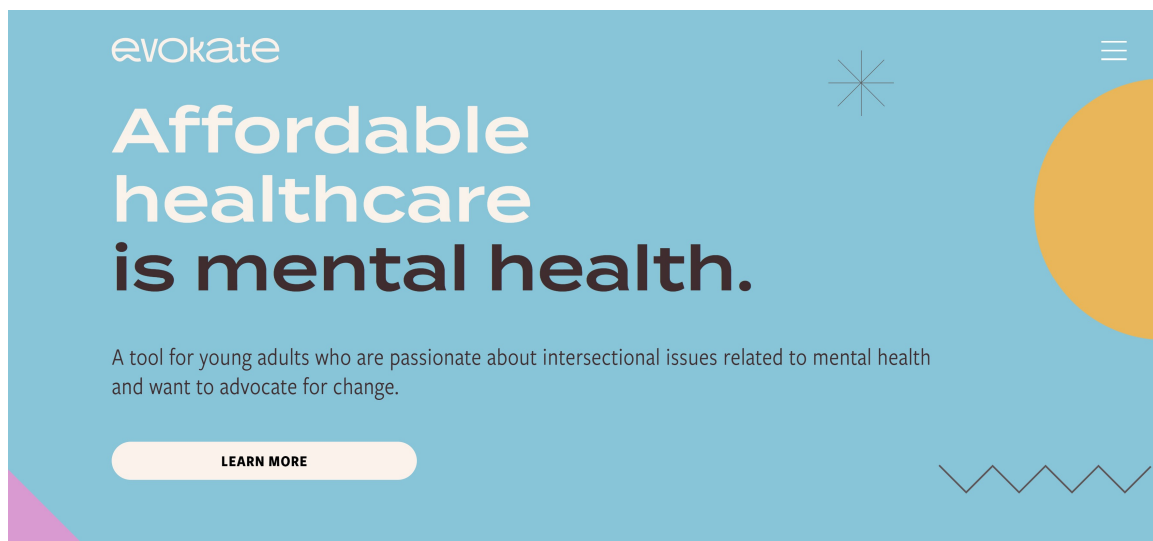 evokate
Affordable
healthcare
is mental health.
A tool for young adults who are passionate about intersectional issues related to mental health
and want to advocate for change.
LEARN MORE